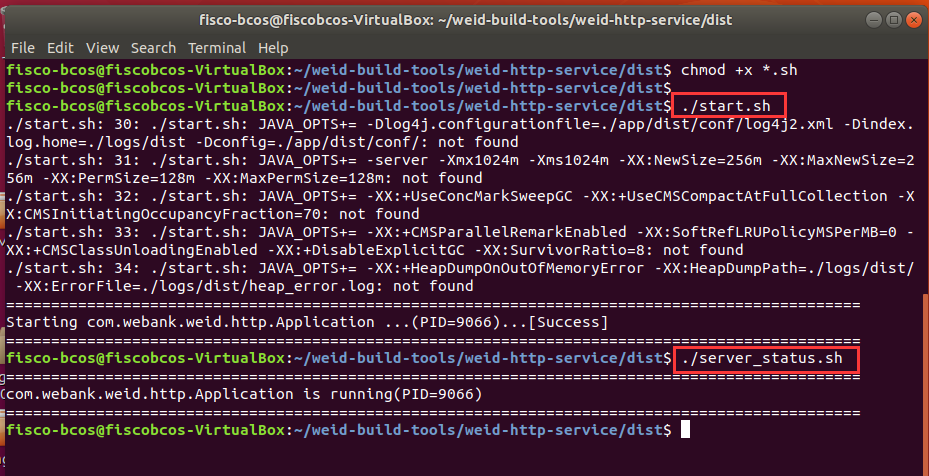 fisco-bcos@fiscobcos-VirtualBox: ~/weid-build-tools/weid-http-service/dist
File Edit View Search Terminal Help
fisco-bcos@fiscobcos-VirtualBox:~/weid-build-tools/weid-http-service/dist$ chmod +x *.sh
fisco-bcos@fiscobcos-VirtualBox:~/weid-build-tools/weid-http-service/dist$
fisco-bcos@fiscobcos-VirtualBox:~/weid-build-tools/weid-http-service/dist$ ./start.sh
./start.sh: 30: ./start.sh: JAVA_OPTS+= -Dlog4j.configurationfile=./app/dist/conf/log4j2.xml -Dindex.
log.home=./logs/dist -Dconfig=./app/dist/conf/: not found
./start.sh: 31: ./start.sh: JAVA_OPTS+= -server -Xmx1024m -Xms1024m -XX:NewSize=256m -XX:MaxNewSize=2
56m -XX:PermSize=128m -XX:MaxPermSize=128m: not found
./start.sh: 32: ./start.sh: JAVA_OPTS+= -XX:+UseConcMarkSweepGC -XX:+UseCMSCompactAtFullCollection -X
X:CMSInitiatingOccupancyFraction=70: not found
./start.sh: 33: ./start.sh: JAVA_OPTS+= -XX:+CMSParallelRemarkEnabled -XX:SoftRefLRUPolicyMSPerMB=0 -
XX:+CMSClassUnloadingEnabled -XX:+DisableExplicitGC -XX:SurvivorRatio=8: not found
./start.sh: 34: ./start.sh: JAVA_OPTS+= -XX:+HeapDumpOnOutOfMemoryError -XX:HeapDumpPath=./logs/dist/
 -XX:ErrorFile=./logs/dist/heap_error.log: not found
===============================================================================================
Starting com.webank.weid.http.Application ...(PID=9066)...[Success]
===============================================================================================
fisco-bcos@fiscobcos-VirtualBox:~/weid-build-tools/weid-http-service/dist$ ./server_status.sh
===============================================================================================
com.webank.weid.http.Application is running(PID=9066)
===============================================================================================
fisco-bcos@fiscobcos-VirtualBox:~/weid-build-tools/weid-http-service/dist$